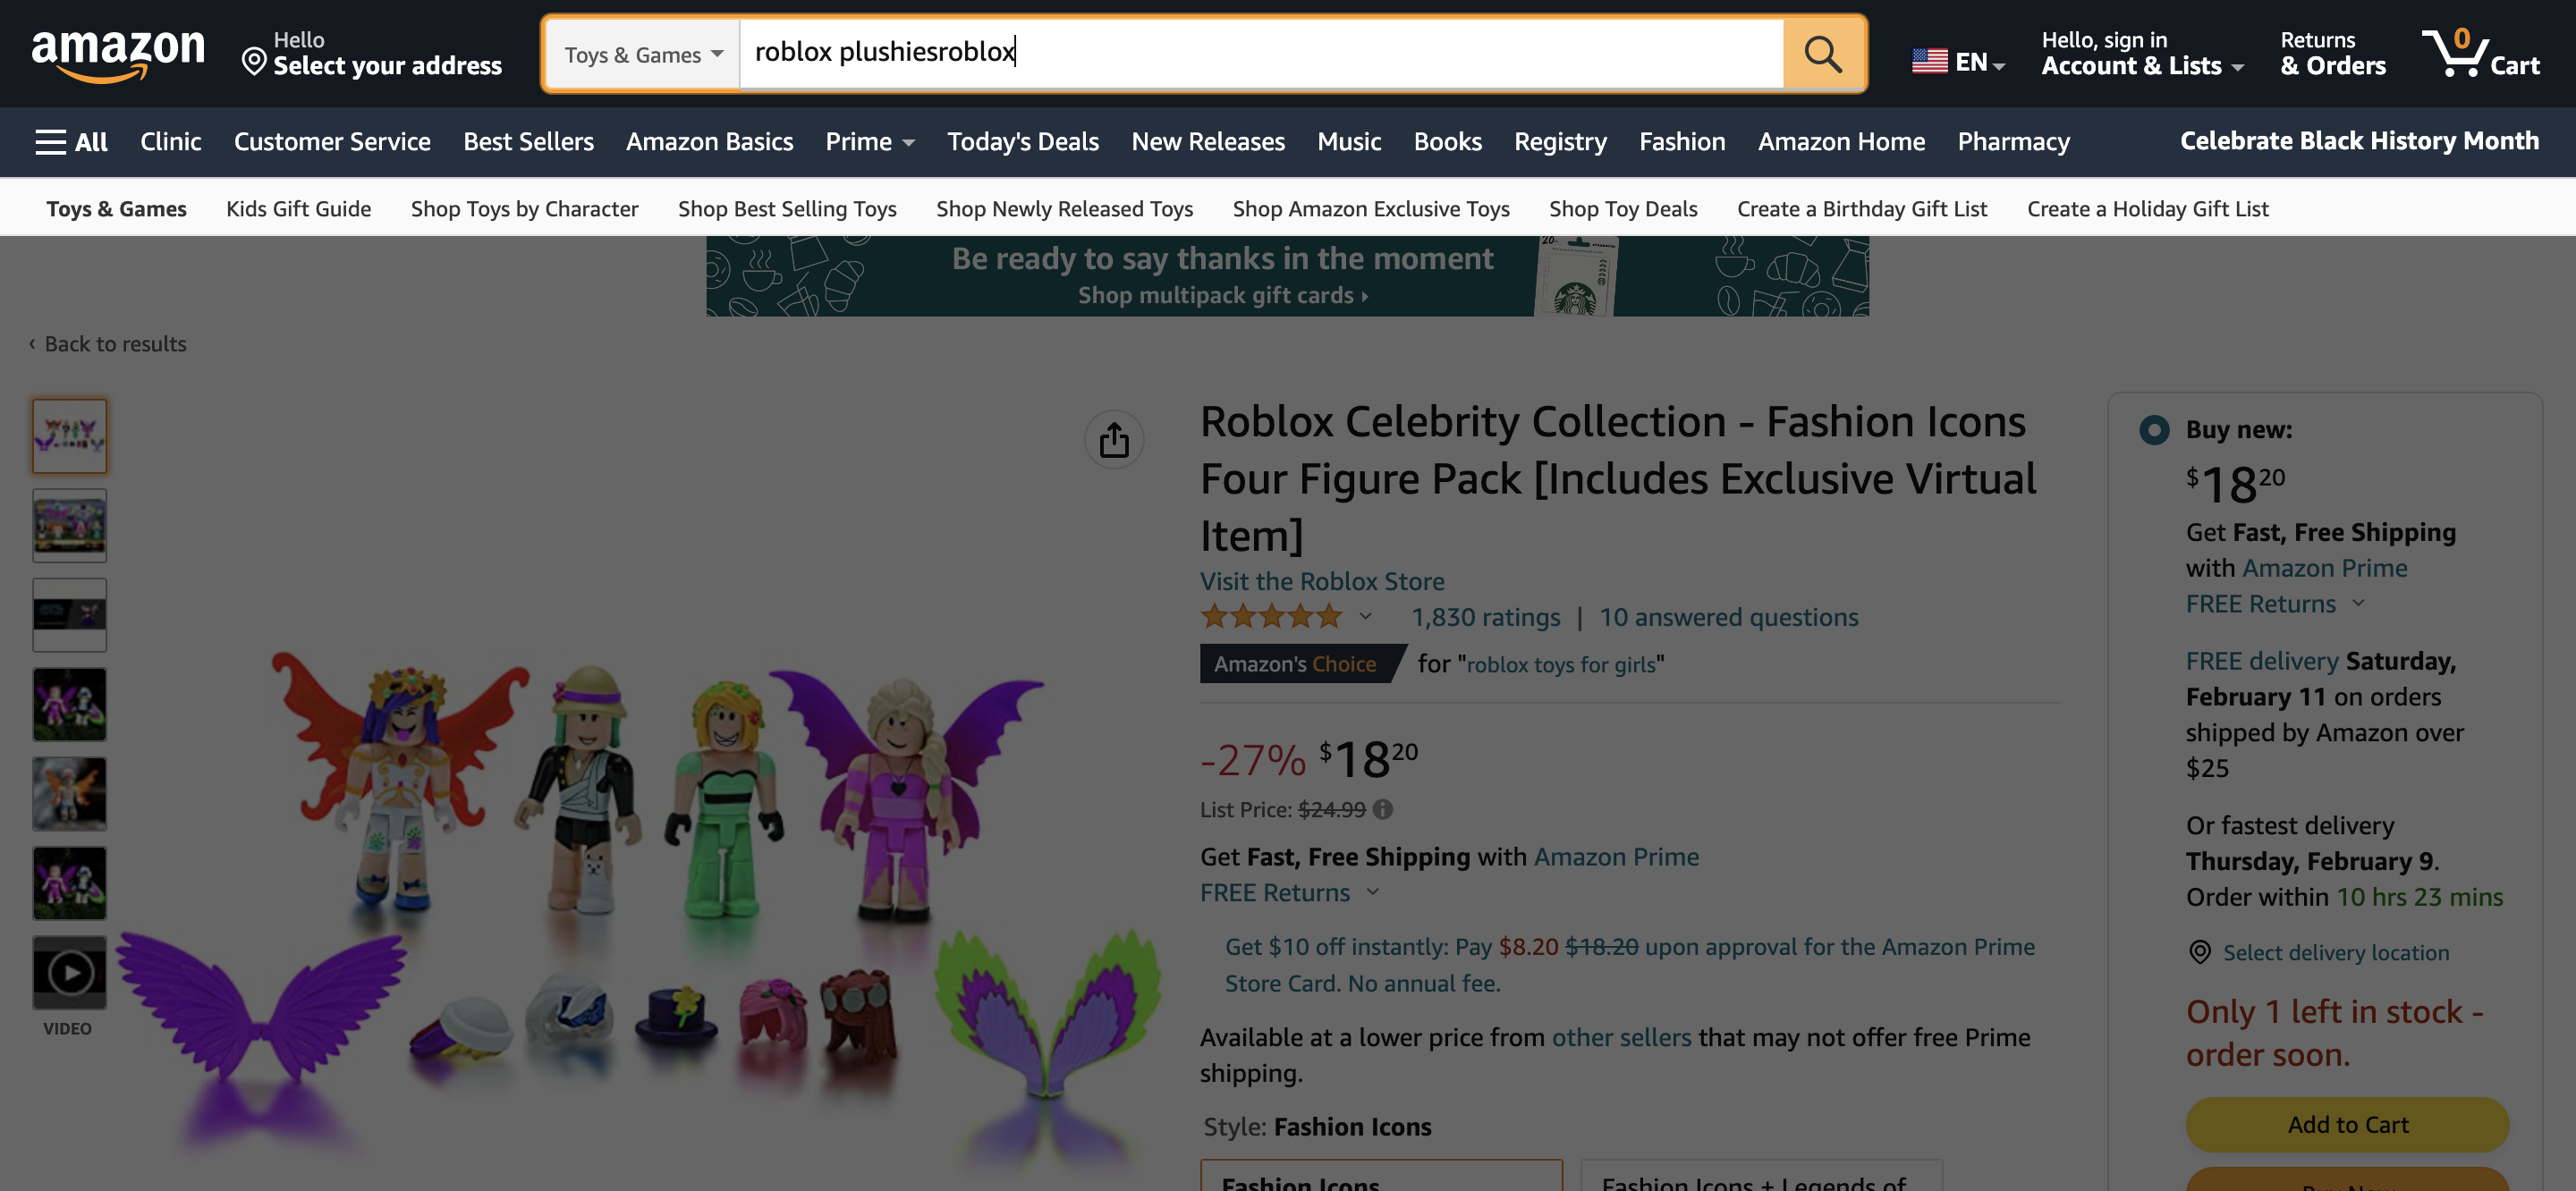 amazon
Hello
Select your address
Toys & Games
roblox plushiesroblox
EN
Hello, sign in
Account & Lists
Returns
& Orders
0
Cart
All
Clinic
Customer Service
Best Sellers
Amazon Basics
Prime
Today's Deals
New Releases
Music
Books
Registry
Fashion
Amazon Home
Pharmacy
Celebrate Black History Month
Toys & Games
Kids Gift Guide
Shop Toys by Character
Shop Best Selling Toys
Shop Newly Released Toys
Shop Amazon Exclusive Toys
Shop Toy Deals
Create a Birthday Gift List
Create a Holiday Gift List
Be ready to say thanks in the moment
Shop multipack gift cards ▸
‹ Back to results
VIDEO
Roblox Celebrity Collection - Fashion Icons
Four Figure Pack [Includes Exclusive Virtual
Item]
Visit the Roblox Store
1,830 ratings | 10 answered questions
Amazon's Choice for "roblox toys for girls"
-27% $18 20
List Price: $24.99
Get Fast, Free Shipping with Amazon Prime
FREE Returns
Get $10 off instantly: Pay $8.20 $18.20 upon approval for the Amazon Prime
Store Card. No annual fee.
Available at a lower price from other sellers that may not offer free Prime
shipping.
Style: Fashion Icons
Fashion Icons
Fashion Icons + Legends of
Buy new:
$18 20
Get Fast, Free Shipping
with Amazon Prime
FREE Returns
FREE delivery Saturday,
February 11 on orders
shipped by Amazon over
$25
Or fastest delivery
Thursday, February 9.
Order within 10 hrs 23 mins
Select delivery location
Only 1 left in stock -
order soon.
Add to Cart
Buy Now